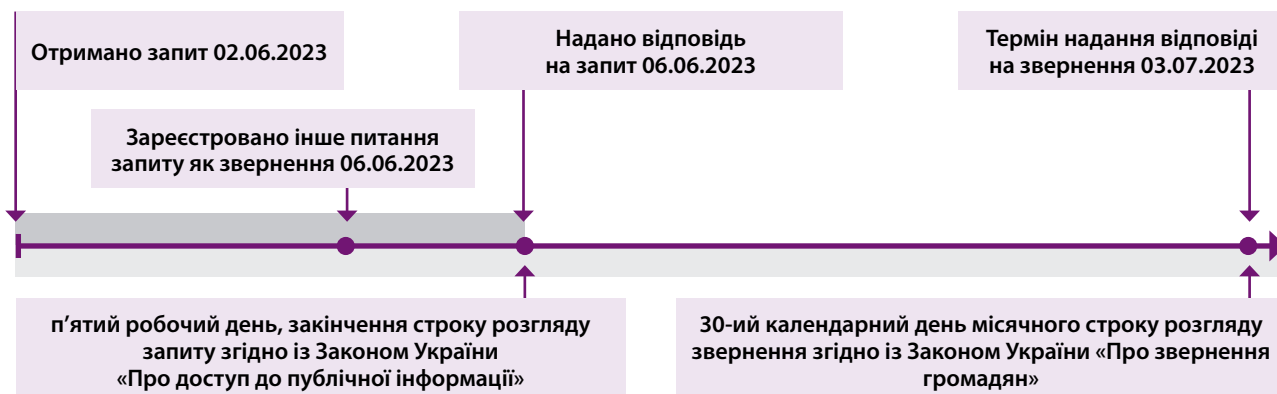 Отримано запит 02.06.2023
Надано відповідь
на запит 06.06.2023
Термін надання відповіді
на звернення 03.07.2023
Зареєстровано інше питання
запиту як звернення 06.06.2023
п’ятий робочий день, закінчення строку розгляду
запиту згідно із Законом України
«Про доступ до публічної інформації»
30-ий календарний день місячного строку розгляду
звернення згідно із Законом України «Про звернення
громадян»